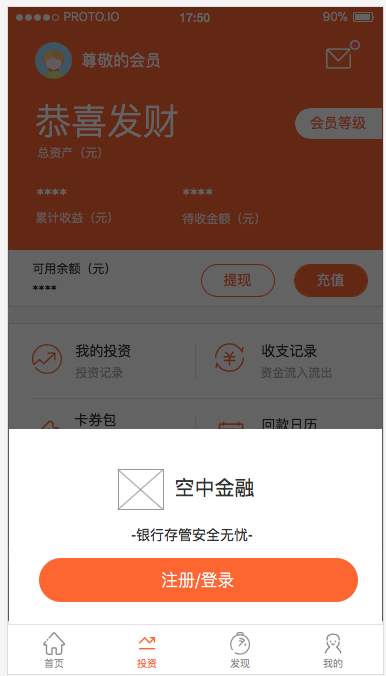 PROTO.IO 17:50 90%
尊敬的会员
恭喜发财
会员等级
总资产（元）
**** ****
累计收益（元） 待收金额（元）
可用余额（元）
****
提现 充值
我的投资 收支记录
投资记录 资金流入流出
卡券包 回款日历
空中金融
-银行存管安全无忧-
注册/登录
首页 投资 发现 我的